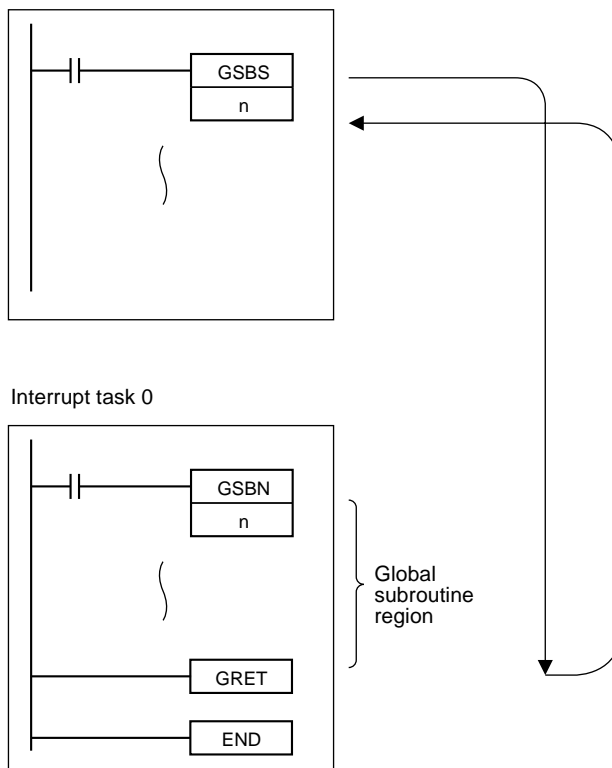 GSBS
n
Interrupt task 0
GSBN
n
Global
subroutine
region
GRET
END